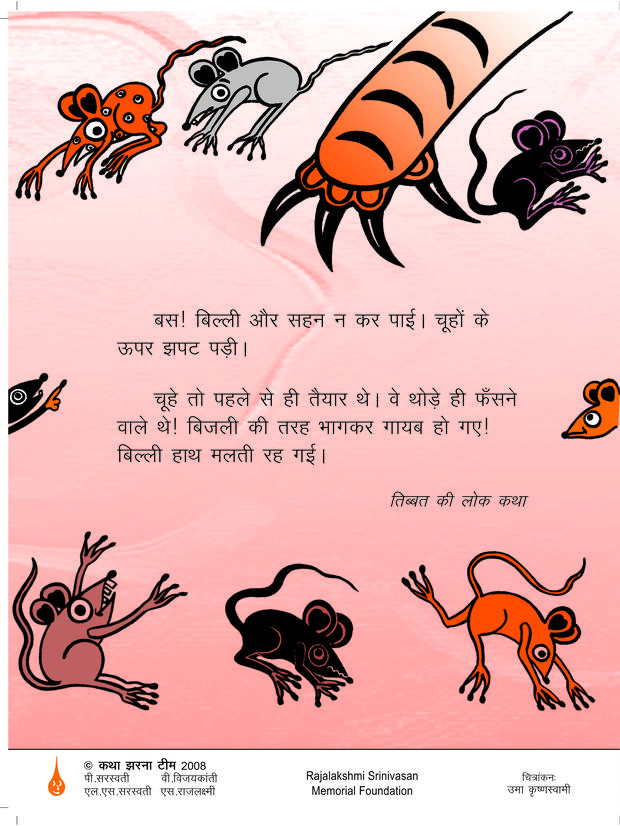 बस! बिल्ली और सहन न कर पाई। चूहों के
ऊपर झपट पड़ी।
चूहे तो पहले से ही तैयार थे। वे थोड़े ही फँसने
वाले थे! बिजली की तरह भागकर गायब हो गए!
बिल्ली हाथ मलती रह गई।
तिब्बत की लोक कथा
© कथा झरना टीम 2008
पी.सरस्वती वी.विजयकांती
एल.एस.सरस्वती एस.राजलक्ष्मी
Rajalakshmi Srinivasan
Memorial Foundation
चित्रांकनः
उमा कृष्णस्वामी